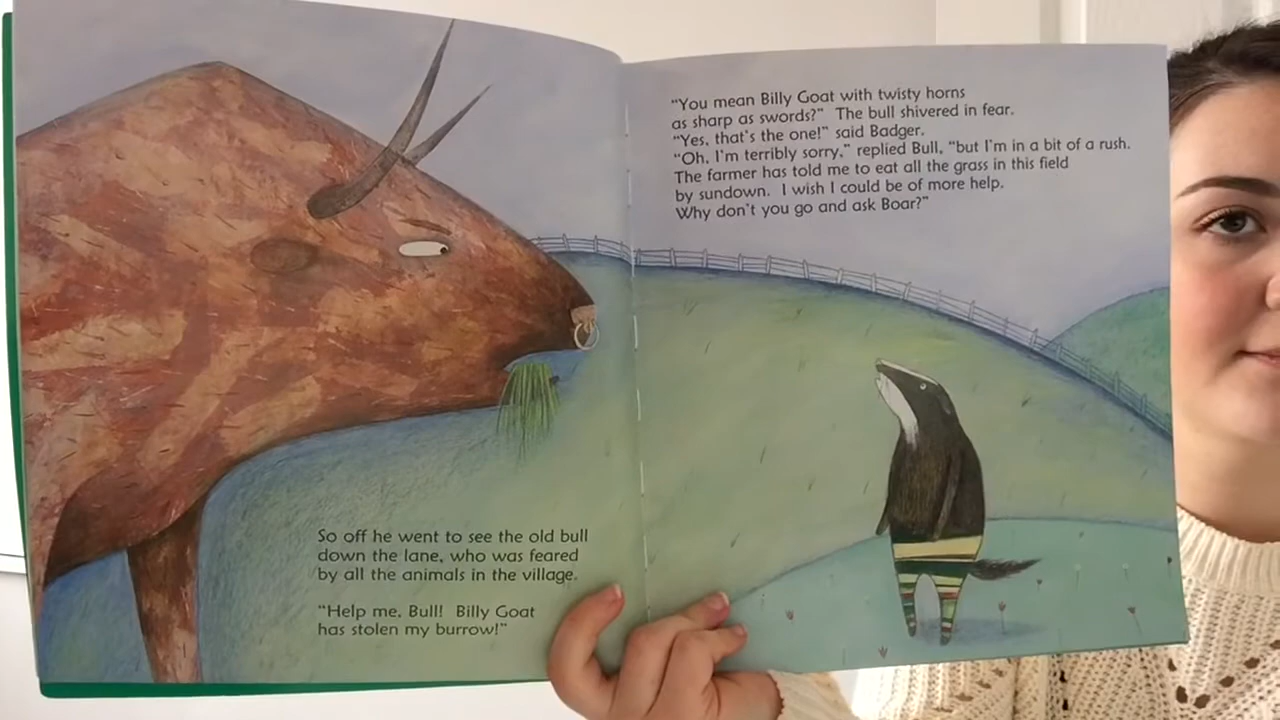 So off he went to see the old bull
down the lane, who was feared
by all the animals in the village.
"Help me, Bull! Billy Goat
has stolen my burrow!"
"You mean Billy Goat with twisty horns
as sharp as swords?" The bull shivered in fear.
"Yes, that's the one!" said Badger.
"Oh, I'm terribly sorry," replied Bull, "but I'm in a bit of a rush.
The farmer has told me to eat all the grass in this field
by sundown. I wish I could be of more help.
Why don't you go and ask Boar?"